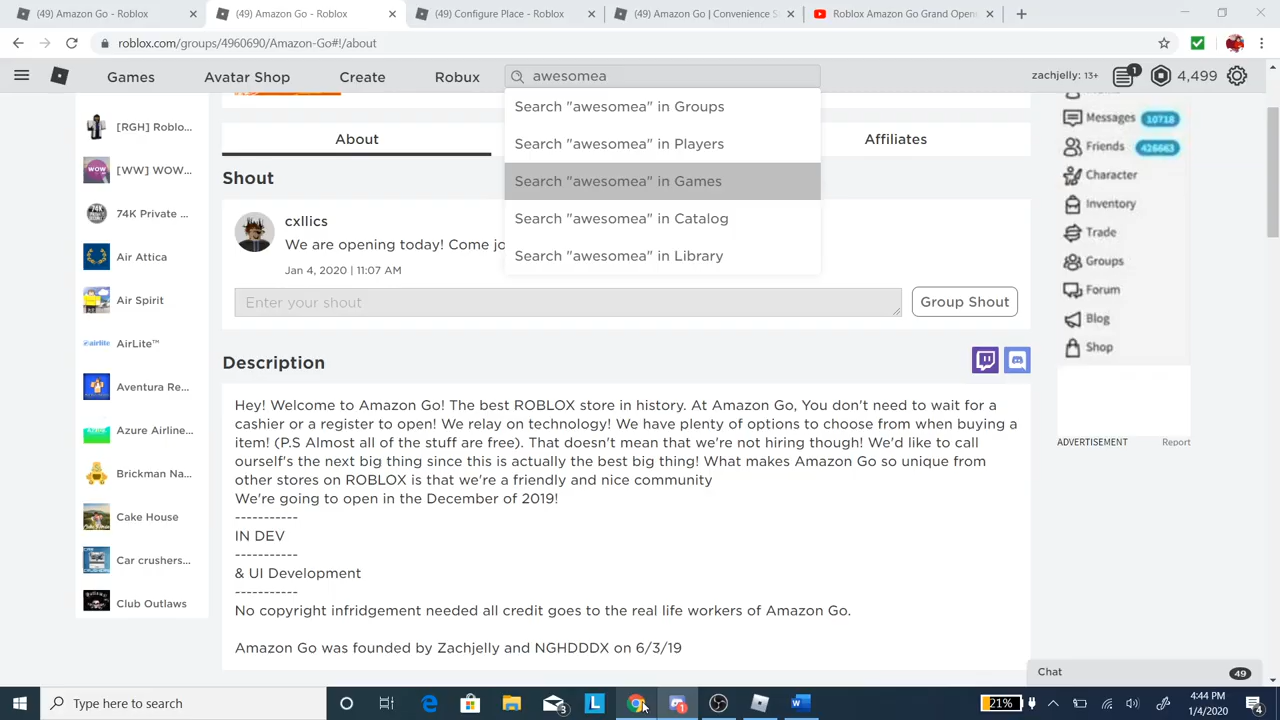 (49) Amazon Go - Roblox
(49) Amazon Go - Roblox
(49) Configure Place - Roblox
(49) Amazon Go | Convenience S
Roblox Amazon Go Grand Open
roblox.com/groups/4960690/Amazon-Go#!/about
Games
Avatar Shop
Create
Robux
awesomea
zachjelly: 13+
1
4,499
Search "awesomea" in Groups
Search "awesomea" in Players
Search "awesomea" in Games
Search "awesomea" in Catalog
Search "awesomea" in Library
[RGH] Roblo...
[WW] WOW...
74K Private ...
Air Attica
Air Spirit
AirLite™
Aventura Re...
Azure Airline...
Brickman Na...
Cake House
Car crushers...
Club Outlaws
About
Affiliates
Shout
cxllics
We are opening today! Come jo
Jan 4, 2020 | 11:07 AM
Enter your shout
Group Shout
Description
Hey! Welcome to Amazon Go! The best ROBLOX store in history. At Amazon Go, You don't need to wait for a
cashier or a register to open! We relay on technology! We have plenty of options to choose from when buying a
item! (P.S Almost all of the stuff are free). That doesn't mean that we're not hiring though! We'd like to call
ourself's the next big thing since this is actually the best big thing! What makes Amazon Go so unique from
other stores on ROBLOX is that we're a friendly and nice community
We're going to open in the December of 2019!
-----------
IN DEV
-----------
& UI Development
-----------
No copyright infridgement needed all credit goes to the real life workers of Amazon Go.
Amazon Go was founded by Zachjelly and NGHDDDX on 6/3/19
Messages 10718
Friends 426663
Character
Inventory
Trade
Groups
Forum
Blog
Shop
ADVERTISEMENT
Report
Chat
49
Type here to search
3
L
1
21%
4:44 PM
1/4/2020
4